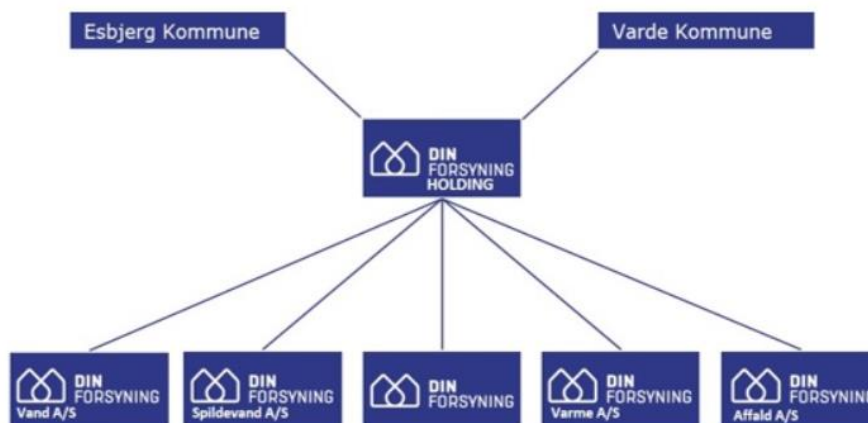 Esbjerg Kommune
Varde Kommune
DIN
FORSYNING
HOLDING
DIN
FORSYNING
Vand A/S
DIN
FORSYNING
Spildevand A/S
DIN
FORSYNING
DIN
FORSYNING
Varme A/S
DIN
FORSYNING
Affald A/S